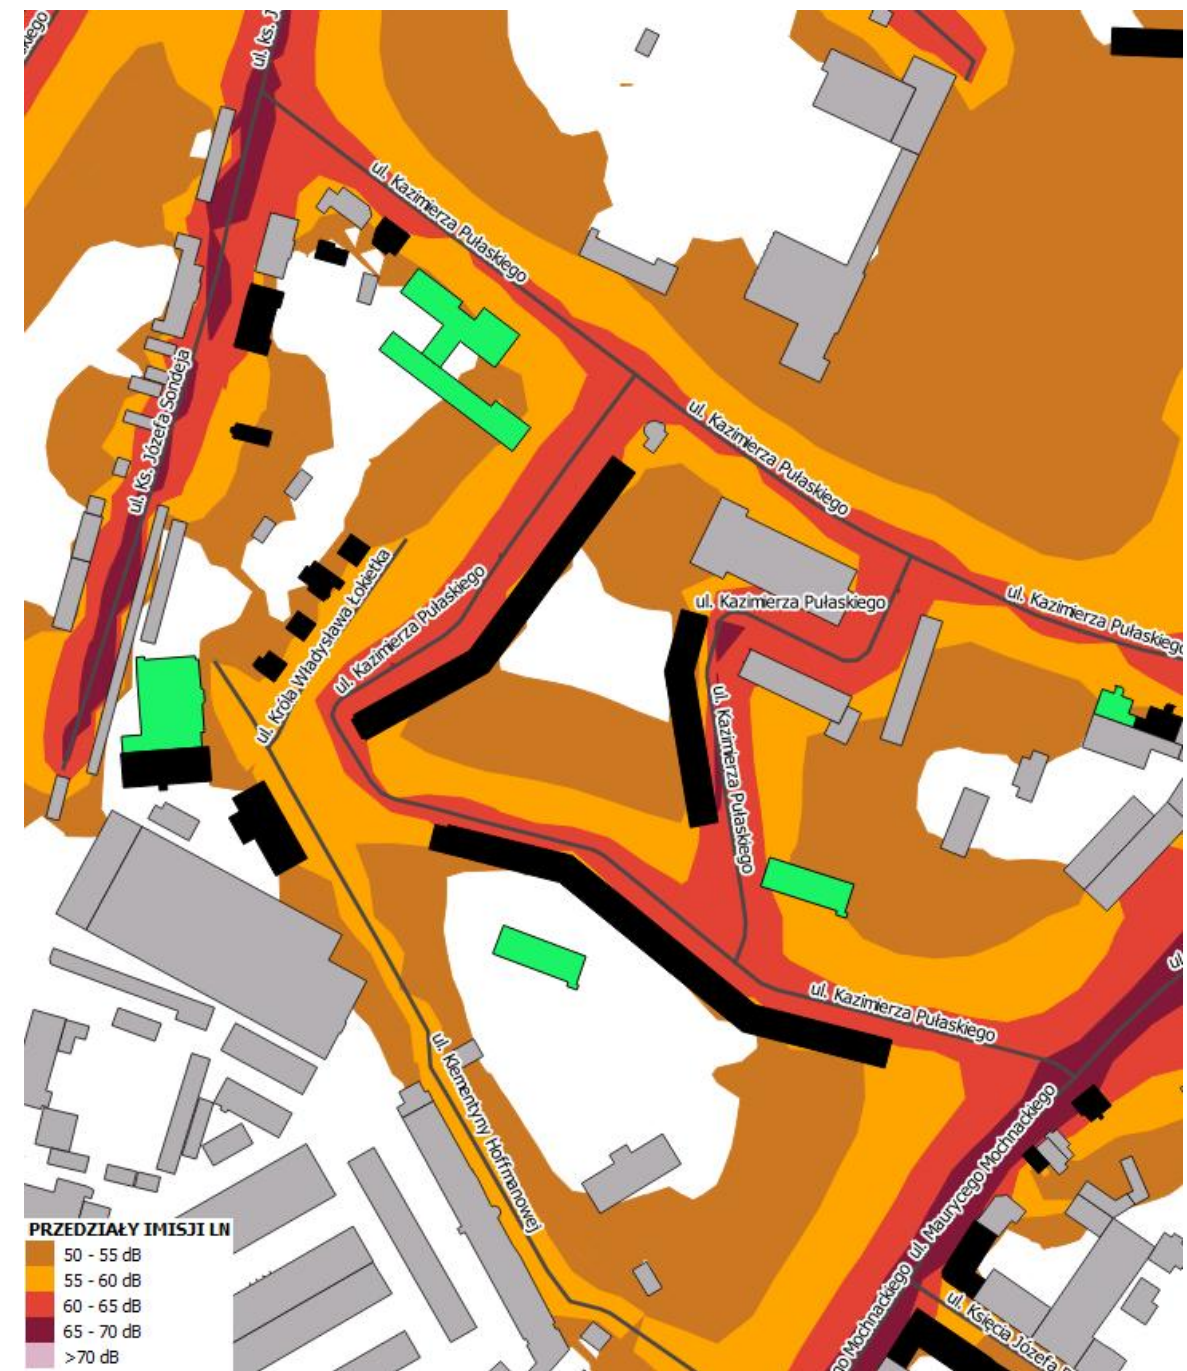 ul. ks. J
ul. Kazimierza Pułaskiego
ul. Ks. Józefa Sondeja
ul. Kazimierza Pułaskiego
ul. Kazimierza Pułaskiego
ul. Kazimierza Pułaskiego
ul. Kazimierza Pułaskiego
ul. Króla Władysława Łokietka
ul. Kazimierza Pułaskiego
ul. Kazimierza Pułaskiego
ul. Klementyny Hoffmanowej
ul. Maurycego Mochnackiego
o Mochnackiego
ul. Księcia Józefa
PRZEDZIAŁY IMISJI LN
50 - 55 dB
55 - 60 dB
60 - 65 dB
65 - 70 dB
>70 dB